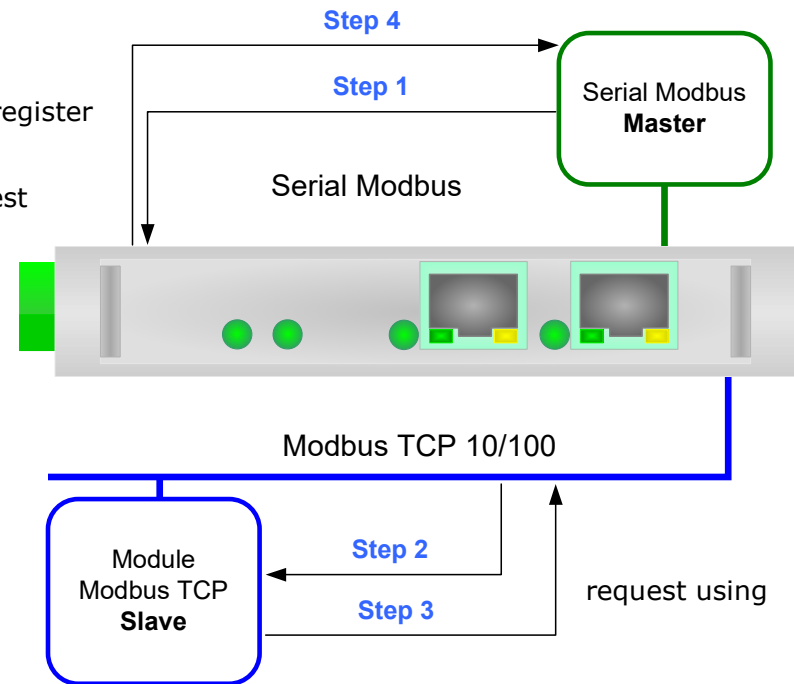 Step 4
Step 1
register
Serial Modbus
Master
Serial Modbus
Modbus TCP 10/100
Step 2
Module
Modbus TCP
Slave
Step 3
request using